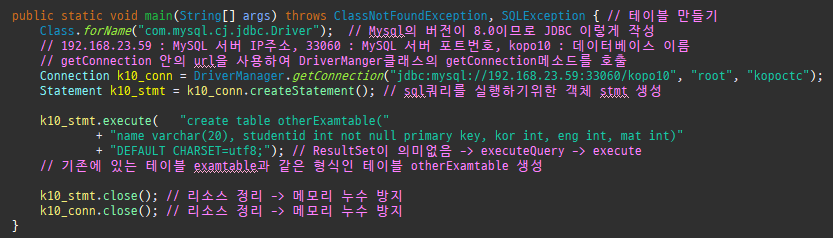 public static void main(String[] args) throws ClassNotFoundException, SQLException { // 테이블 만들기
Class.forName("com.mysql.cj.jdbc.Driver"); // Mysql의 버전이 8.0이므로 JDBC 이렇게 작성
// 192.168.23.59 : MySQL 서버 IP주소, 33060 : MySQL 서버 포트번호, kopo10 : 데이터베이스 이름
// getConnection 안의 url을 사용하여 DriverManger클래스의 getConnection메소드를 호출
Connection k10_conn = DriverManager.getConnection("jdbc:mysql://192.168.23.59:33060/kopo10", "root", "kopoctc");
Statement k10_stmt = k10_conn.createStatement(); // sql쿼리를 실행하기위한 객체 stmt 생성
k10_stmt.execute( "create table otherExamtable("
+ "name varchar(20), studentid int not null primary key, kor int, eng int, mat int)"
+ "DEFAULT CHARSET=utf8;"); // ResultSet이 의미없음 -> executeQuery -> execute
// 기존에 있는 테이블 examtable과 같은 형식인 테이블 otherExamtable 생성
k10_stmt.close(); // 리소스 정리 -> 메모리 누수 방지
k10_conn.close(); // 리소스 정리 -> 메모리 누수 방지
}